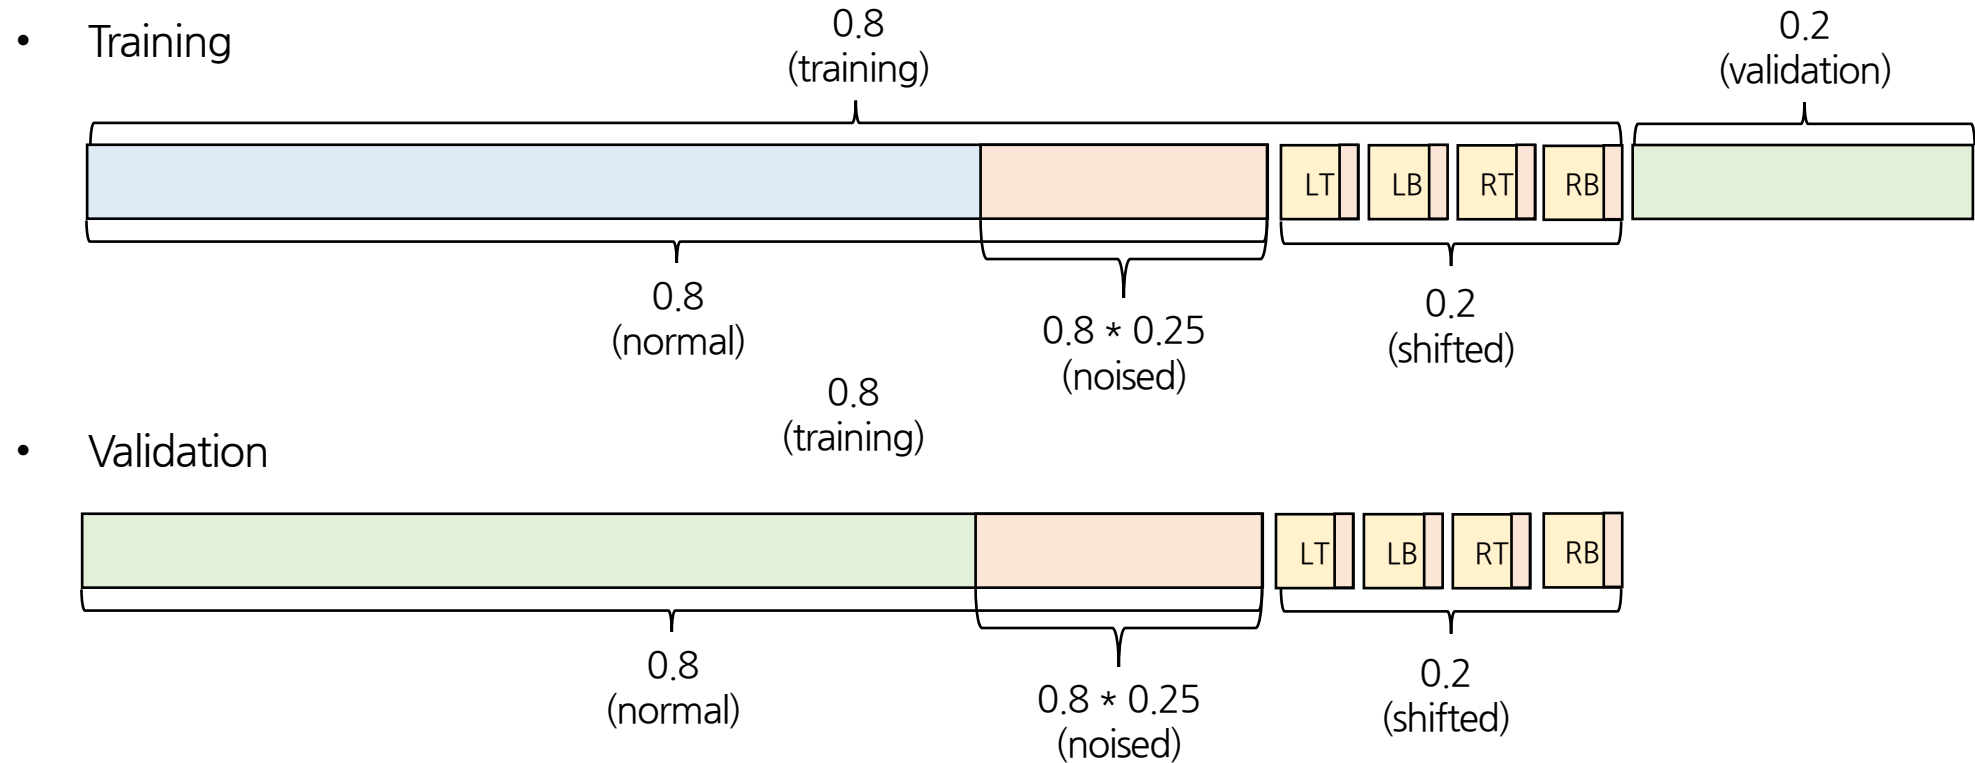 • Training
0.8
(training)
0.2
(validation)
LT LB RT RB
0.8
(normal)
0.8 * 0.25
(noised)
0.2
(shifted)
0.8
(training)
• Validation
LT LB RT RB
0.8
(normal)
0.8 * 0.25
(noised)
0.2
(shifted)